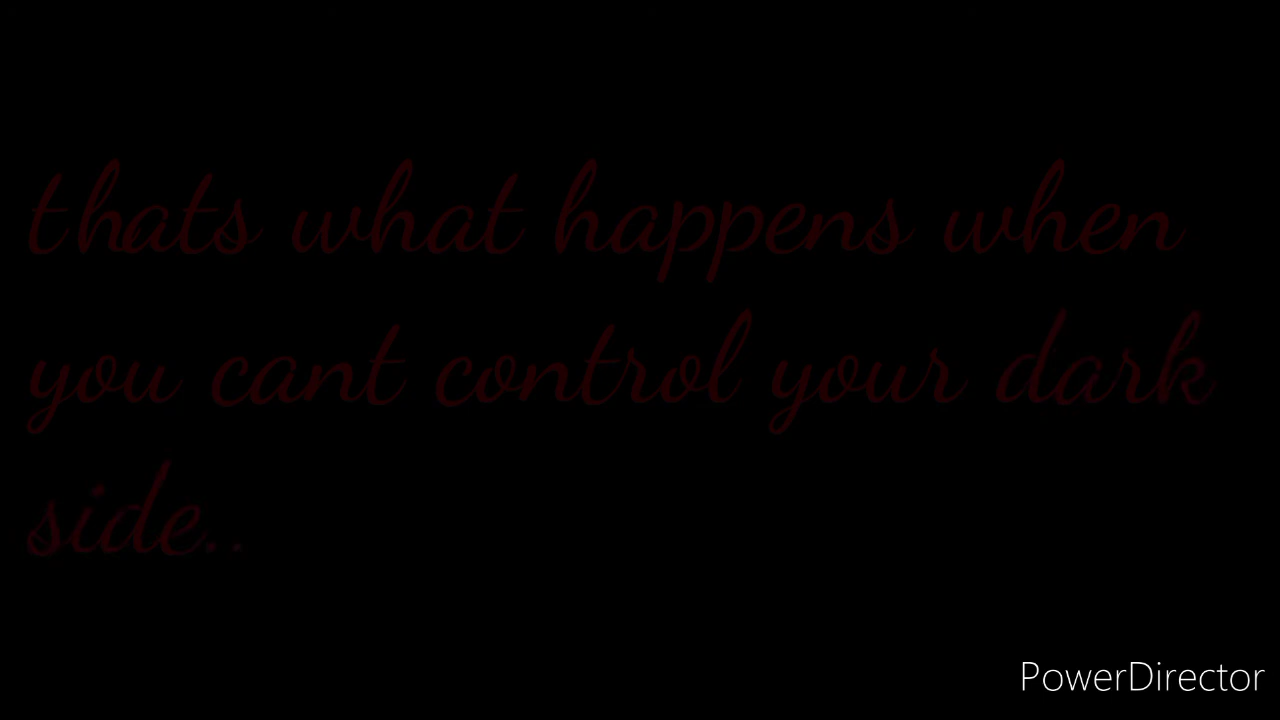 thats what happens when
you cant control your dark
side..
PowerDirector